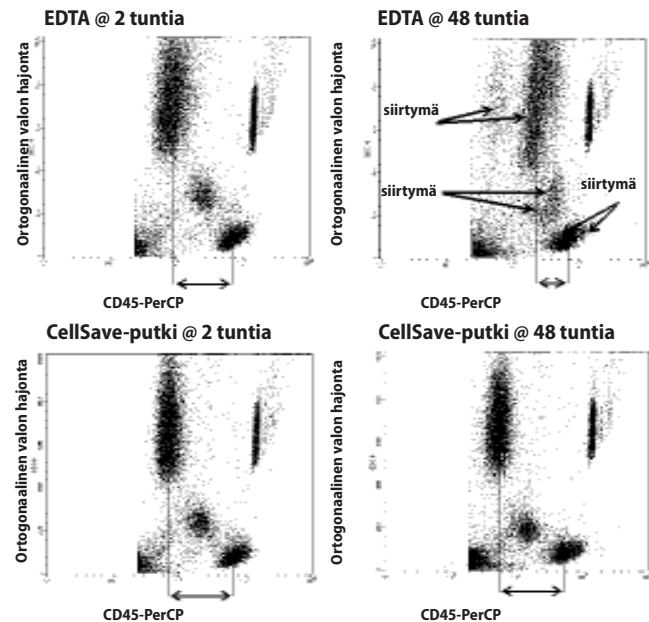 EDTA @ 2 tuntia
EDTA @ 48 tuntia
Ortogonaalinen valon hajonta
Ortogonaalinen valon hajonta
siirtymä
siirtymä
siirtymä
CD45-PerCP
CD45-PerCP
CellSave-putki @ 2 tuntia
CellSave-putki @ 48 tuntia
Ortogonaalinen valon hajonta
Ortogonaalinen valon hajonta
CD45-PerCP
CD45-PerCP